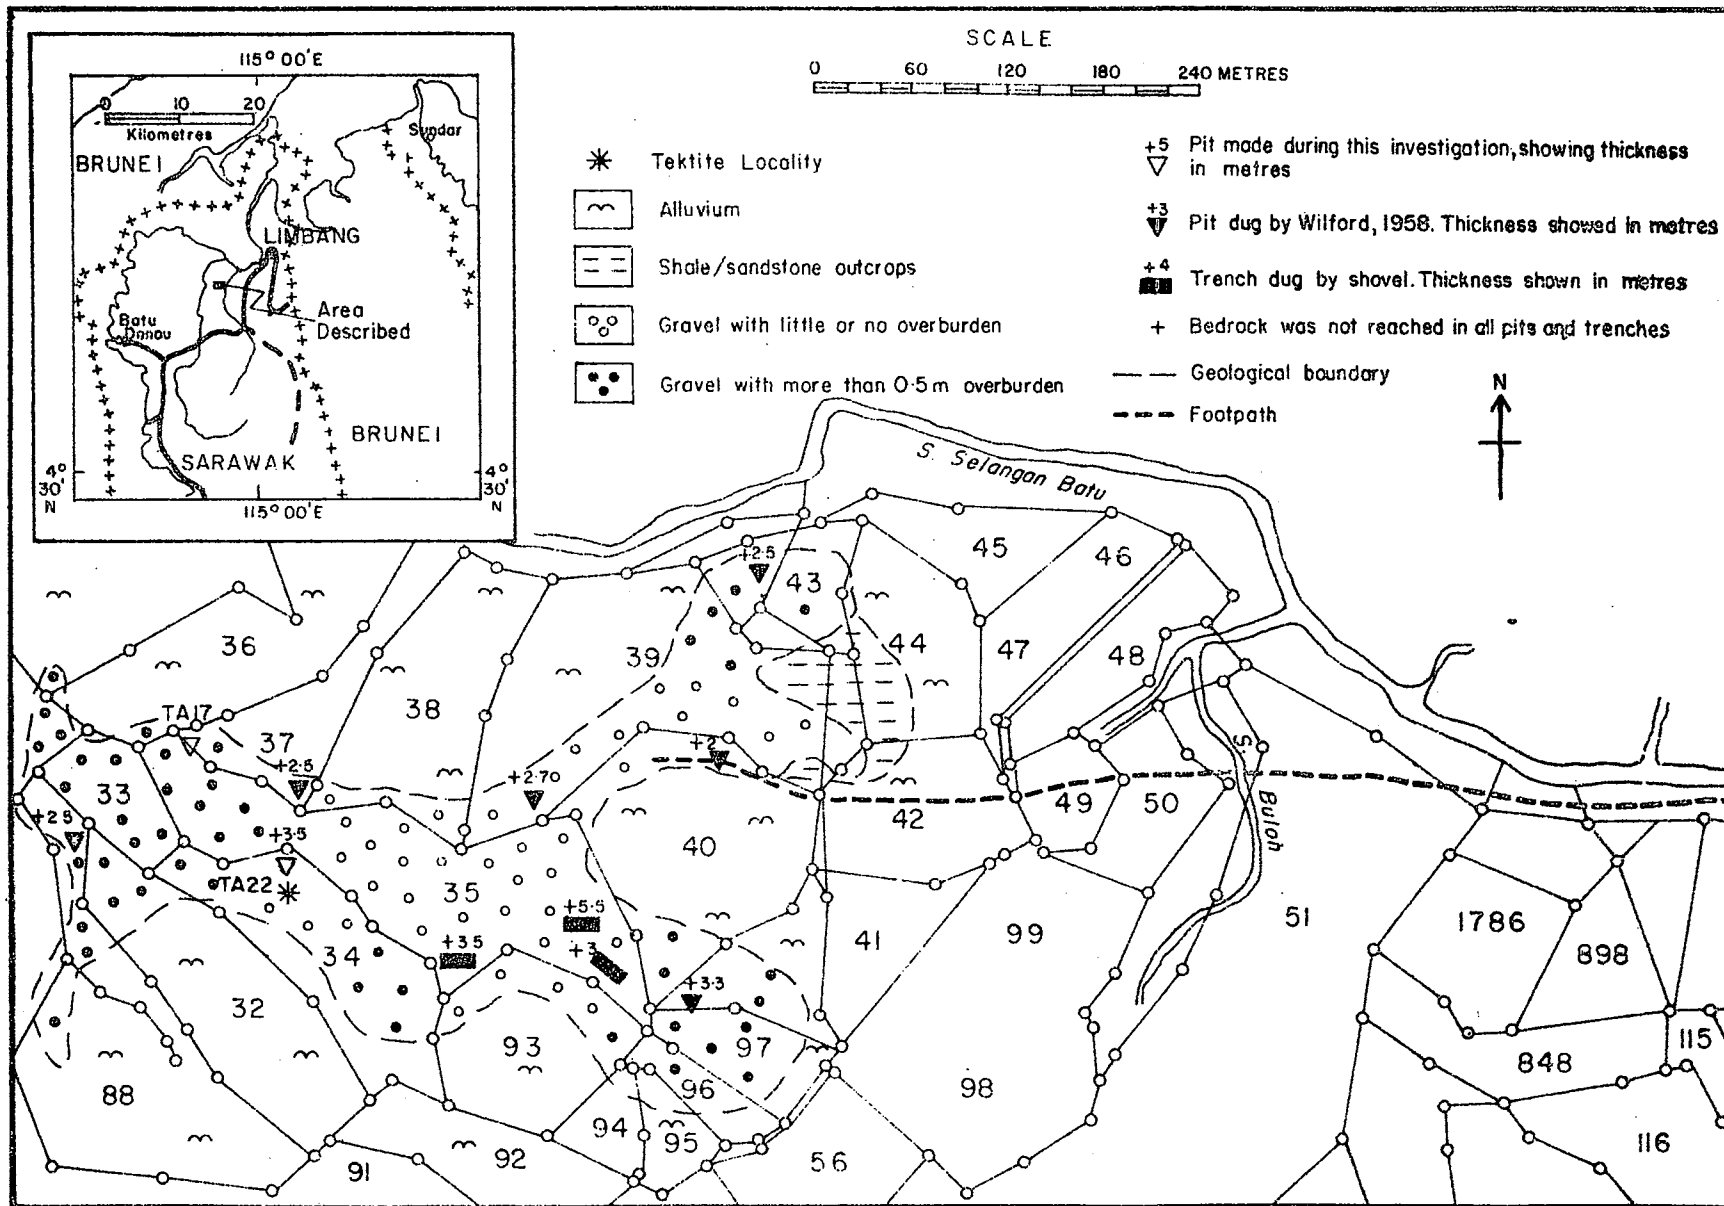 115° 00'E
0 10 20
Kilometres
BRUNEI
Sundar
LIMBANG
Area
Described
Batu
Danau
BRUNEI
SARAWAK
4°
30'
N
4°
30'
N
115° 00'E
SCALE
0 60 120 180 240 METRES
Tektite Locality
Alluvium
Shale/sandstone outcrops
Gravel with little or no overburden
Gravel with more than 0·5m overburden
+5 Pit made during this investigation, showing thickness
in metres
+3
Pit dug by Wilford, 1958. Thickness showed in metres
+4
Trench dug by shovel. Thickness shown in metres
+ Bedrock was not reached in all pits and trenches
Geological boundary
Footpath
N
S. Selangan Batu
45
46
+2·5
43
36
39
44
47
48
TA17
38
37
+2
+2·5
+2·70
33
49
50
S. Buloh
42
+2·5
+3·5
40
TA22
35
51
+5·5
41
99
1786
34
+3·5
+3
898
32
+3·3
93
97
115
848
88
96
98
94
95
116
91
92
56